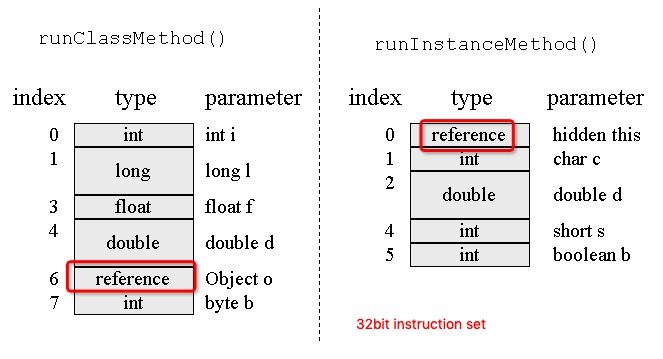 runClassMethod()
index type parameter
0 int int i
1 long long l
3 float float f
4 double double d
6 reference Object o
7 int byte b
runInstanceMethod()
index type parameter
0 reference hidden this
1 int char c
2 double double d
4 int short s
5 int boolean b
32bit instruction set